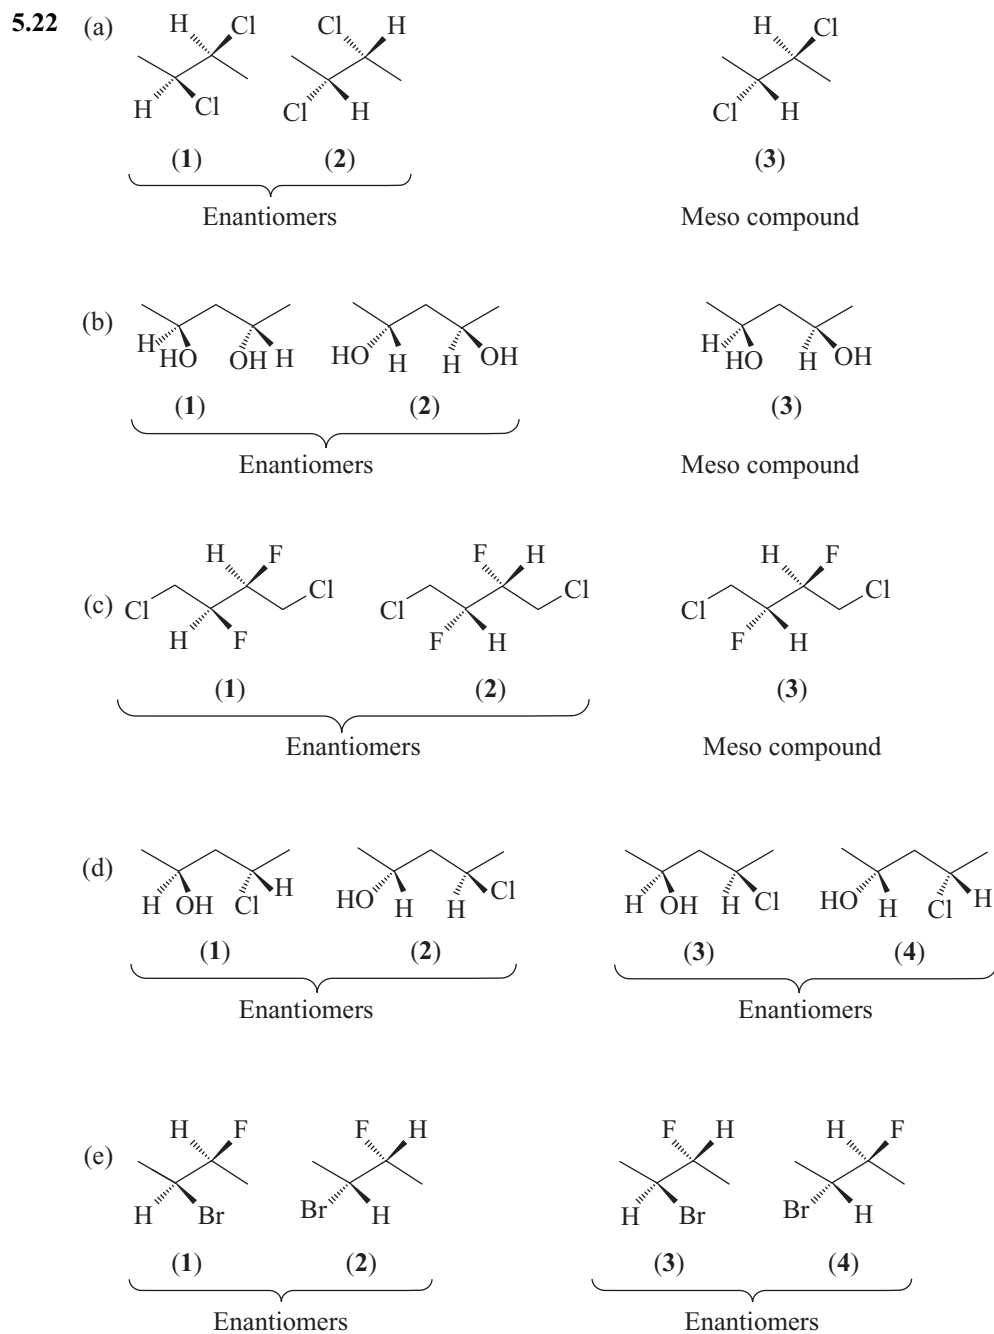 5.22 (a) H Cl Cl H H Cl
H Cl Cl H Cl H
(1) (2) (3)
Enantiomers Meso compound
(b) H HO OH H HO H H OH H HO H OH
(1) (2) (3)
Enantiomers Meso compound
H F F H H F
(c) Cl Cl Cl Cl Cl Cl
H F F H F H
(1) (2) (3)
Enantiomers Meso compound
(d) H OH Cl H HO H H Cl H OH H Cl HO H Cl H
(1) (2) (3) (4)
Enantiomers Enantiomers
(e) H F F H F H H F
H Br Br H H Br Br H
(1) (2) (3) (4)
Enantiomers Enantiomers